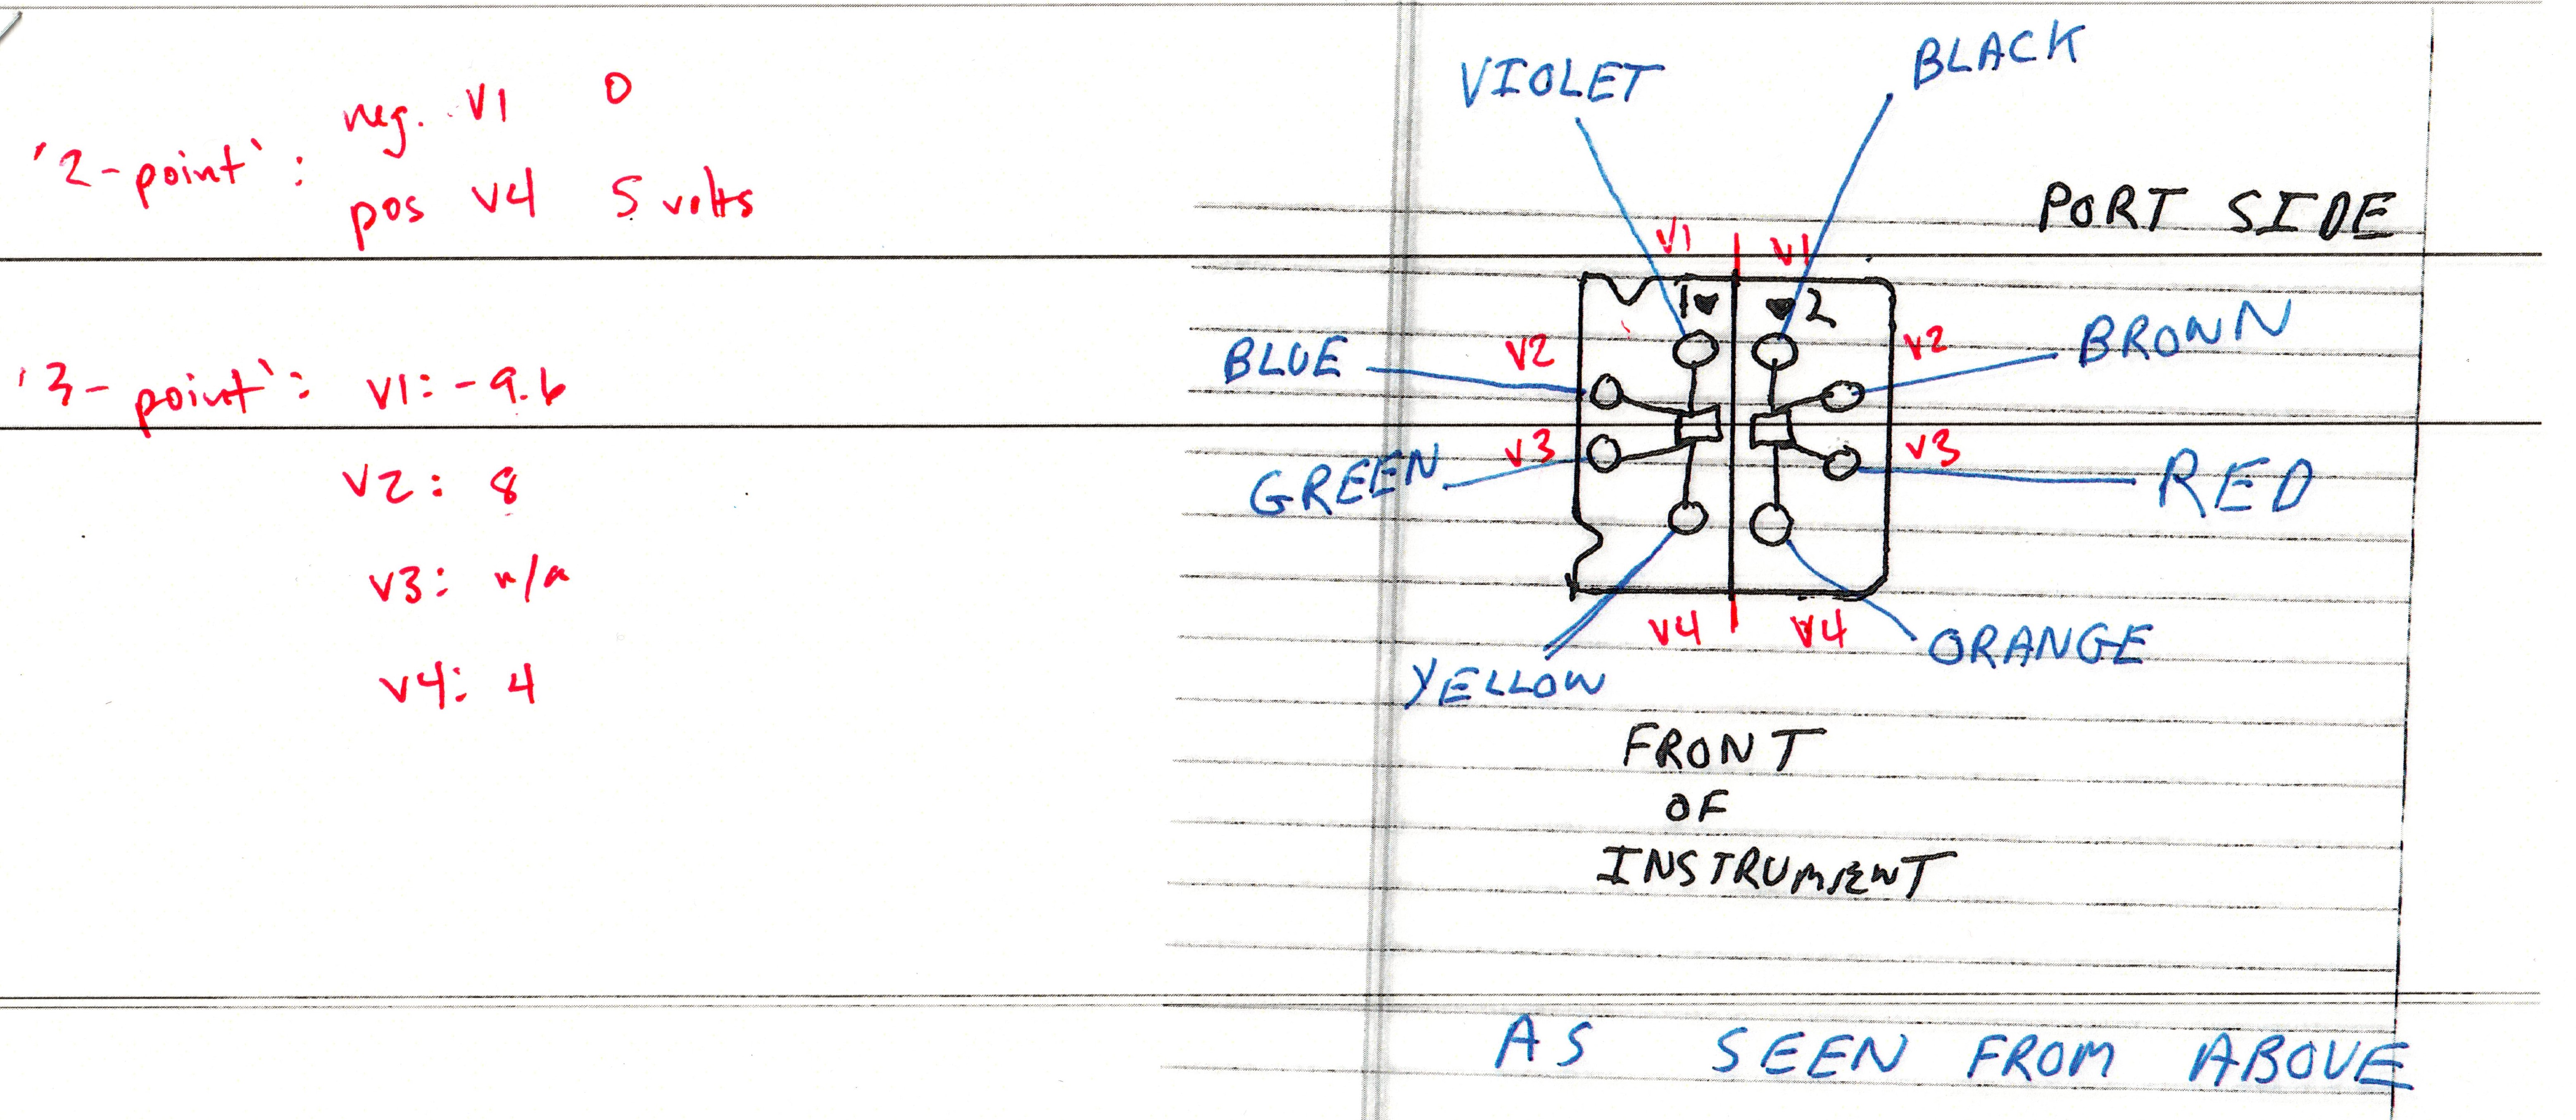 '2-point':
neg. V1 0
pos V4 5 volts
'3-point': V1: -9.6
V2: 8
V3: n/a
V4: 4
VIOLET
BLACK
PORT SIDE
V1 V1
1 2
BLUE
V2
V2
BROWN
GREEN
V3
V3
RED
V4 V4
YELLOW
ORANGE
FRONT
OF
INSTRUMENT
AS SEEN FROM ABOVE